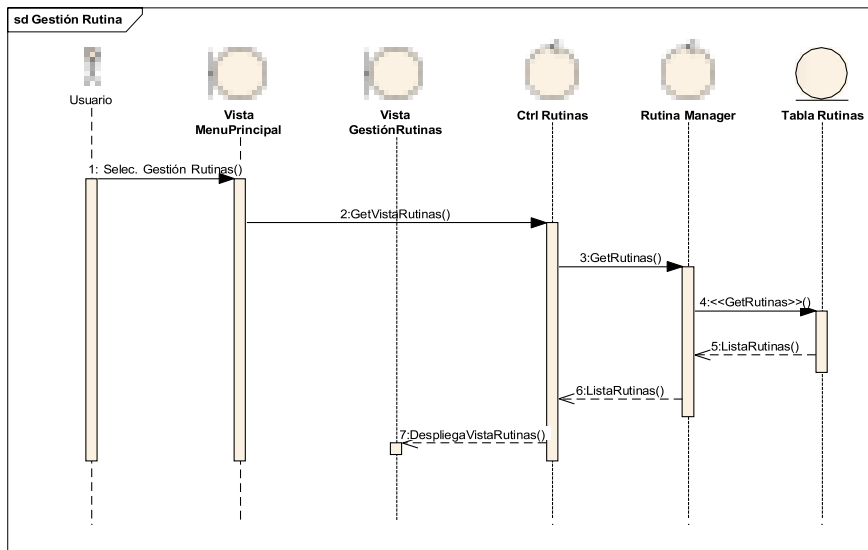 sd Gestión Rutina
Usuario
Vista
MenuPrincipal
Vista
GestiónRutinas
Ctrl Rutinas
Rutina Manager
Tabla Rutinas
1: Selec. Gestión Rutinas()
2:GetVistaRutinas()
3:GetRutinas()
4:<<GetRutinas>>()
5:ListaRutinas()
6:ListaRutinas()
7:DespliegaVistaRutinas()